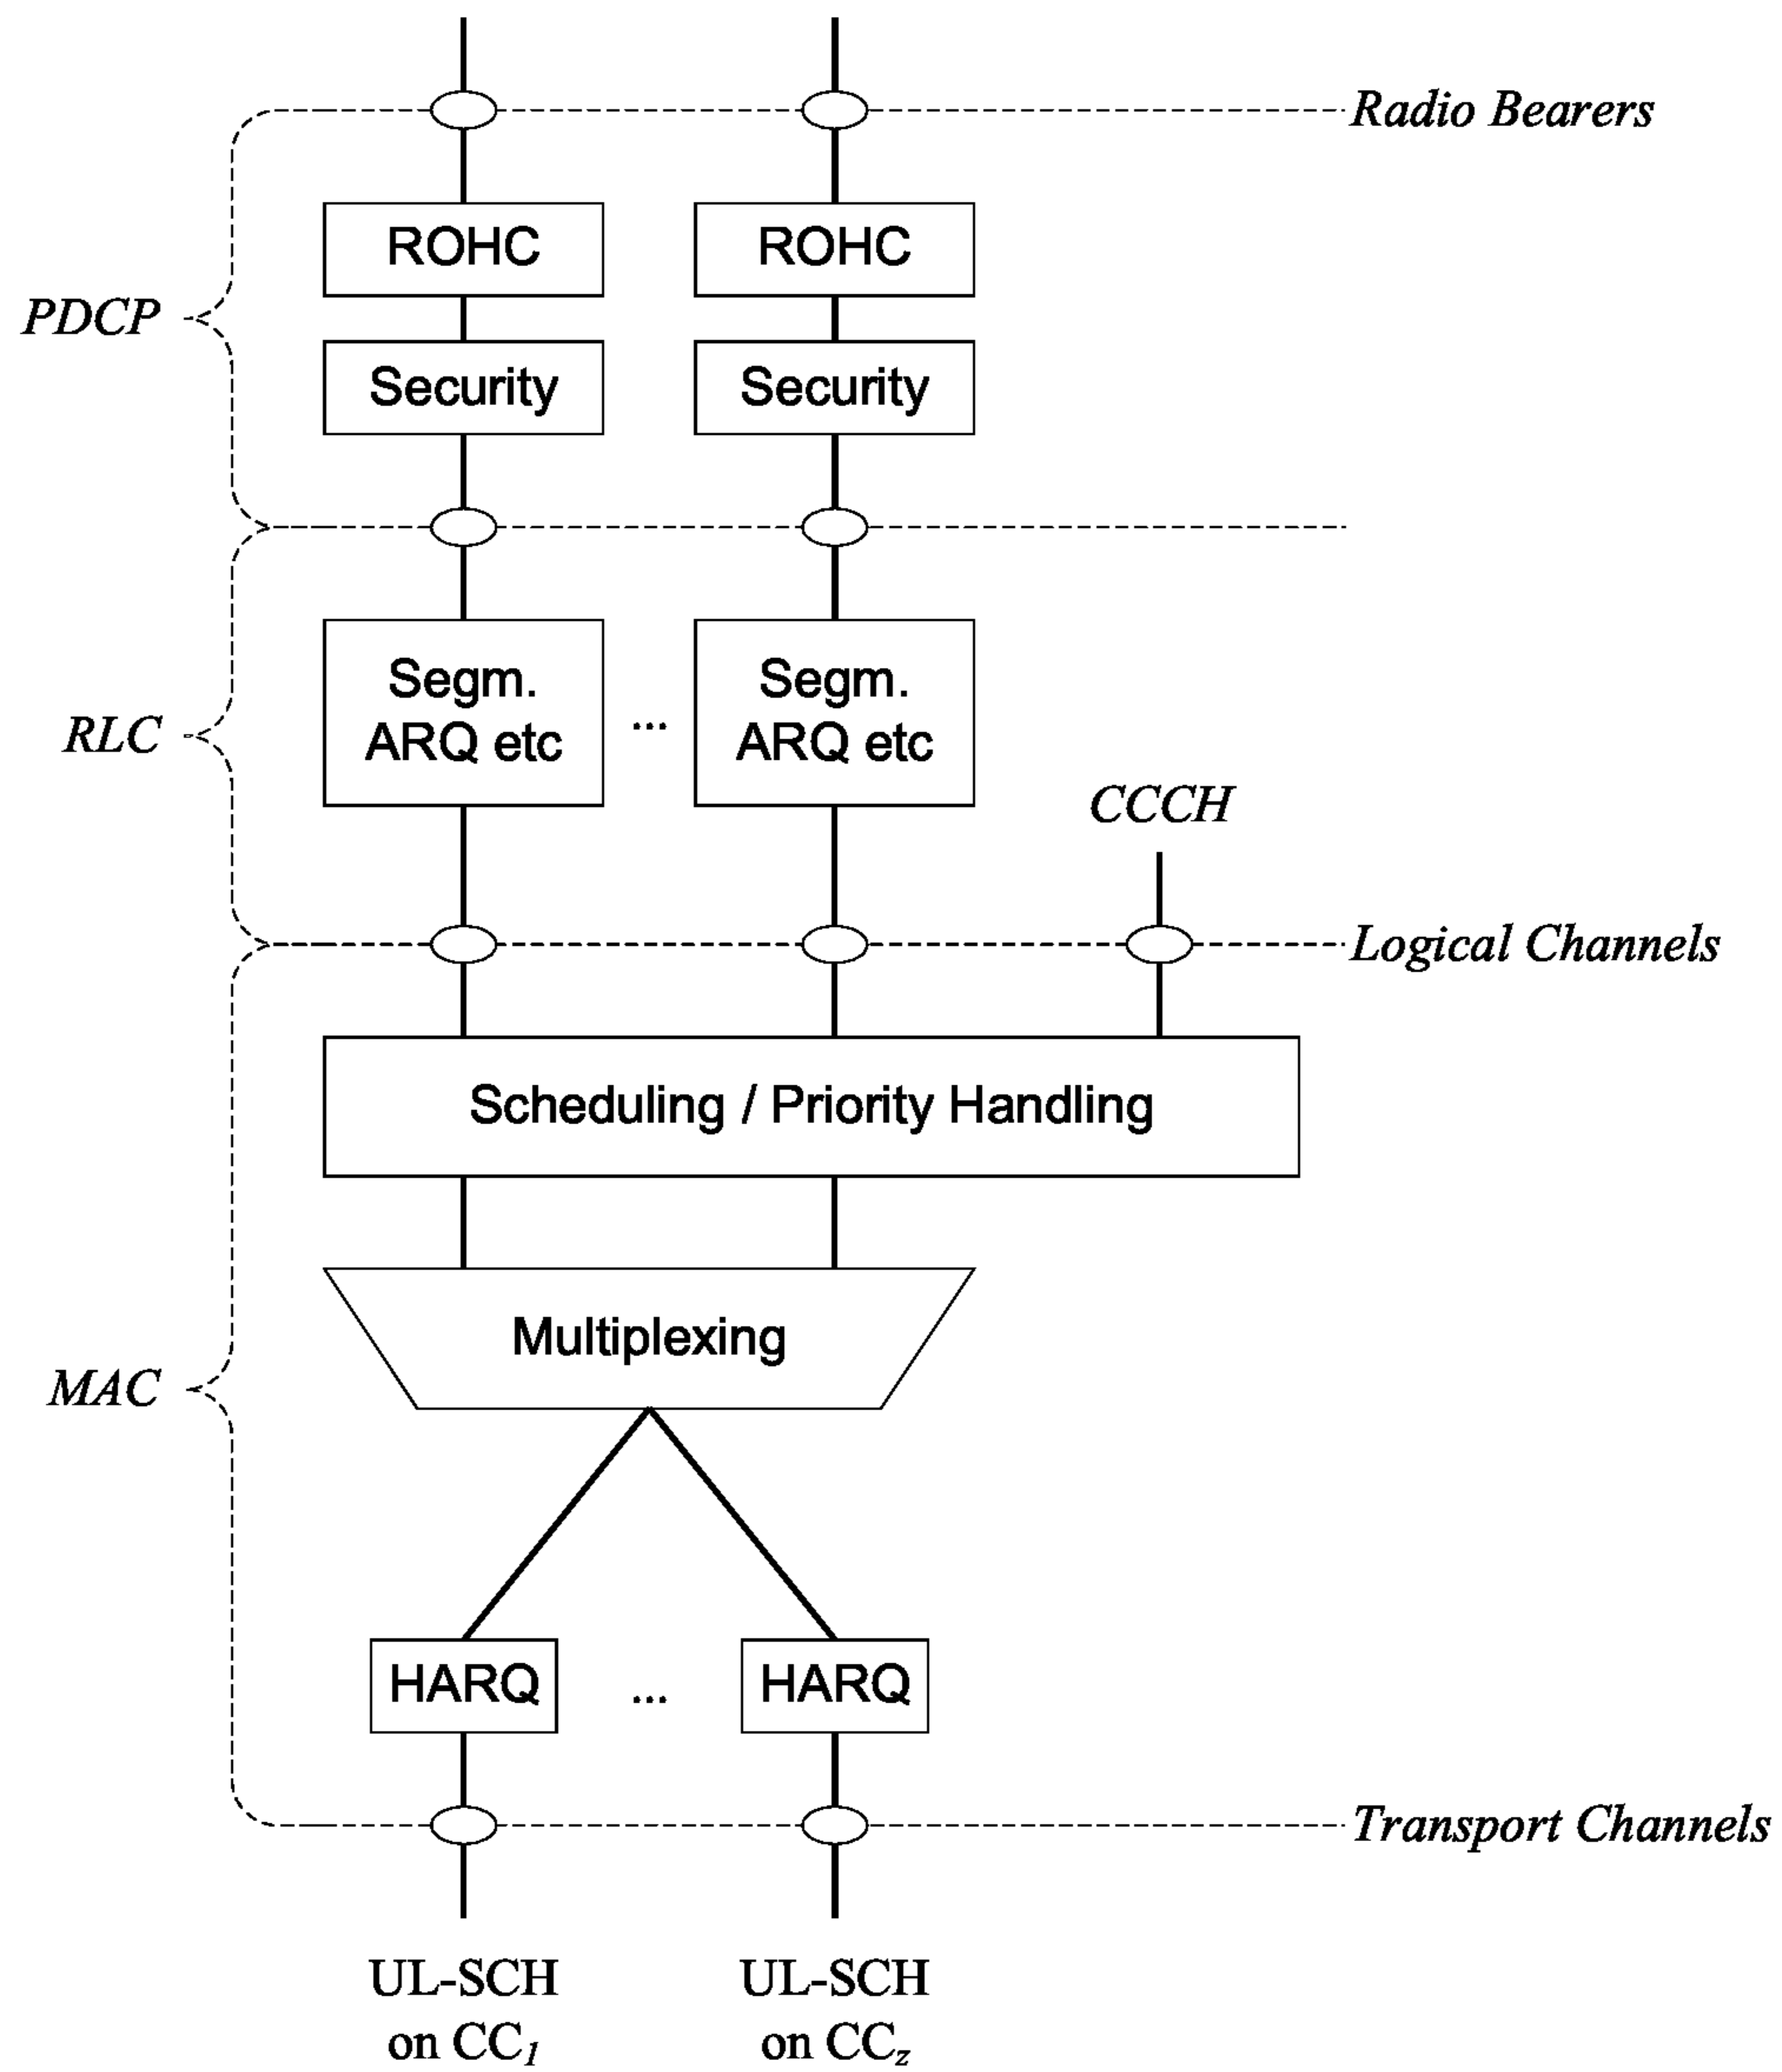 Radio Bearers
ROHC
ROHC
PDCP
Security
Security
Segm.
ARQ etc
...
Segm.
ARQ etc
RLC
CCCH
Logical Channels
Scheduling / Priority Handling
Multiplexing
MAC
HARQ
...
HARQ
Transport Channels
UL-SCH
on CC1
UL-SCH
on CCz